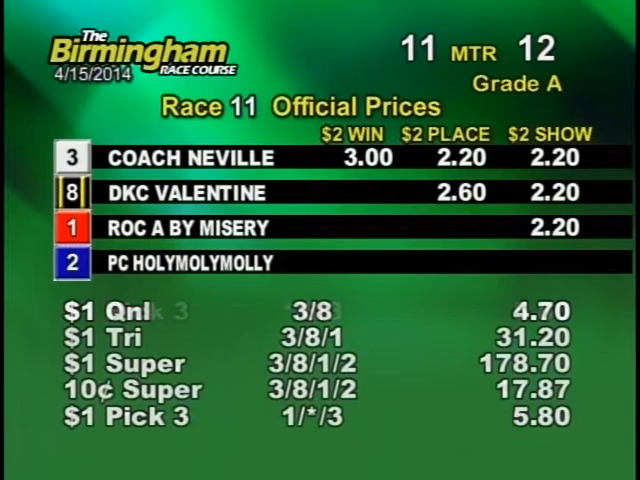 The
Birmingham
RACE COURSE
4/15/2014
11 MTR 12
Grade A
Race 11 Official Prices
$2 WIN $2 PLACE $2 SHOW
3 COACH NEVILLE 3.00 2.20 2.20
8 DKC VALENTINE 2.60 2.20
1 ROC A BY MISERY 2.20
2 PC HOLYMOLYMOLLY
$1 Qnl 3/8 4.70
$1 Tri 3/8/1 31.20
$1 Super 3/8/1/2 178.70
10¢ Super 3/8/1/2 17.87
$1 Pick 3 1/*/3 5.80